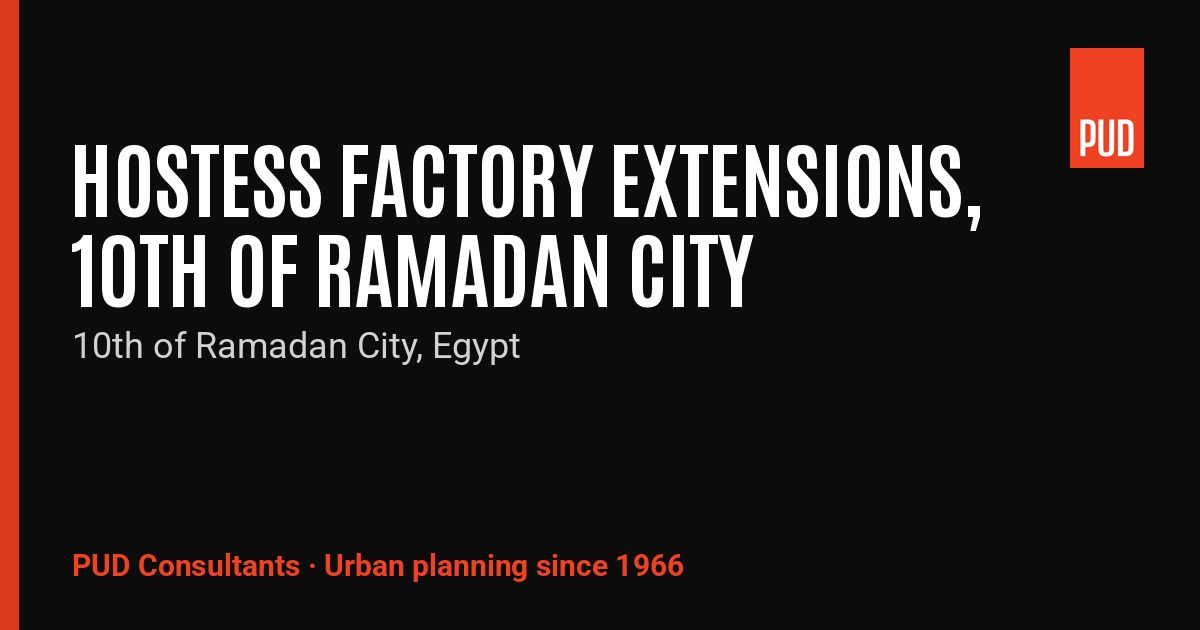 PUD
HOSTESS FACTORY EXTENSIONS,
10TH OF RAMADAN CITY
10th of Ramadan City, Egypt
PUD Consultants · Urban planning since 1966